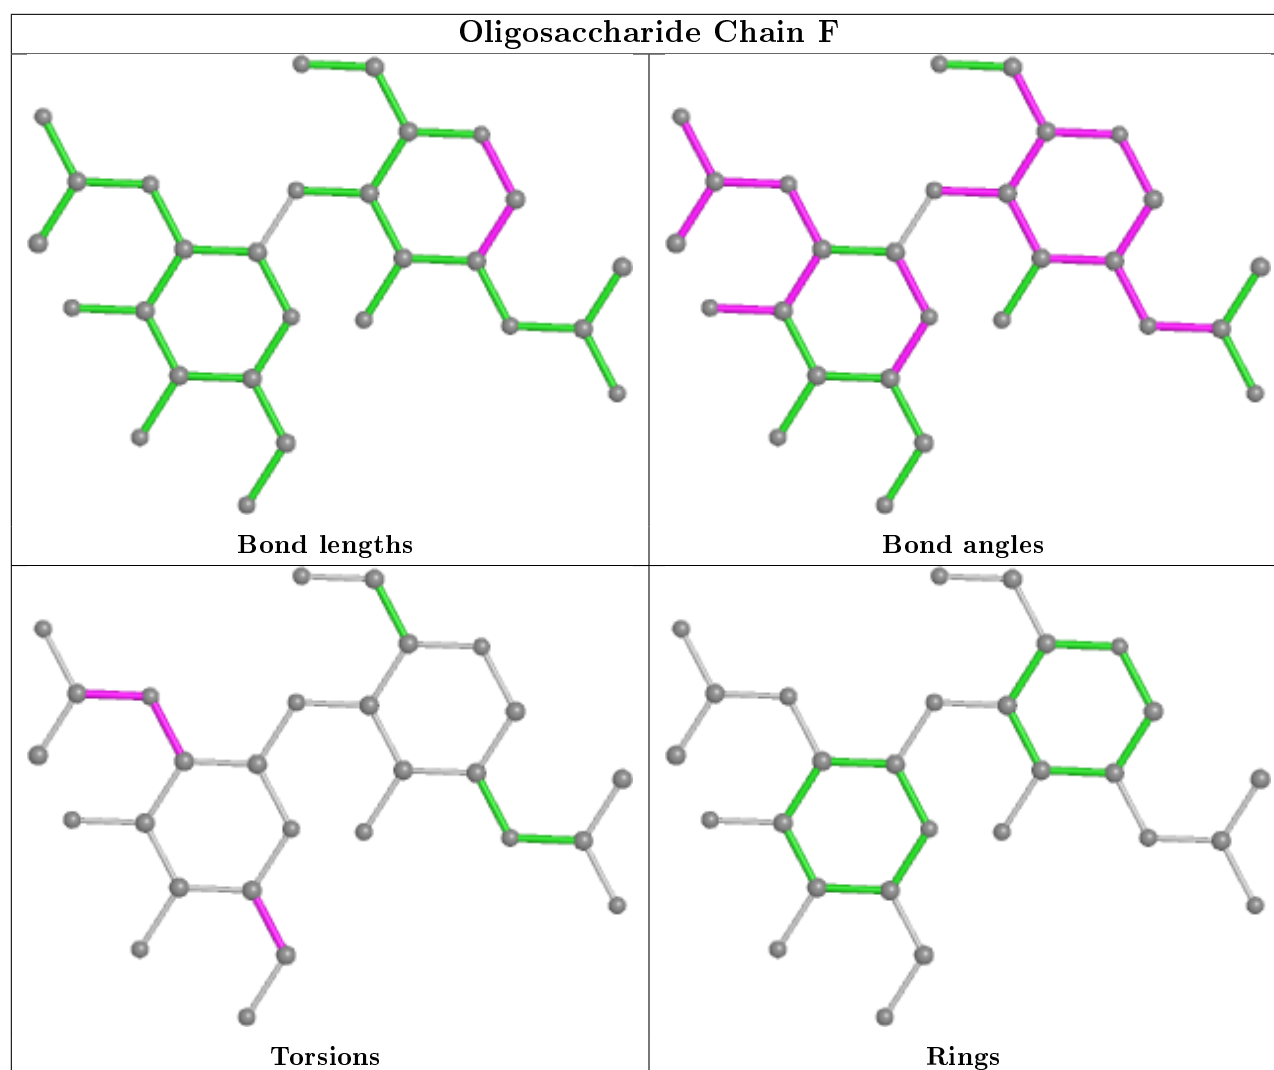 Oligosaccharide Chain F
Bond lengths
Bond angles
Torsions
Rings